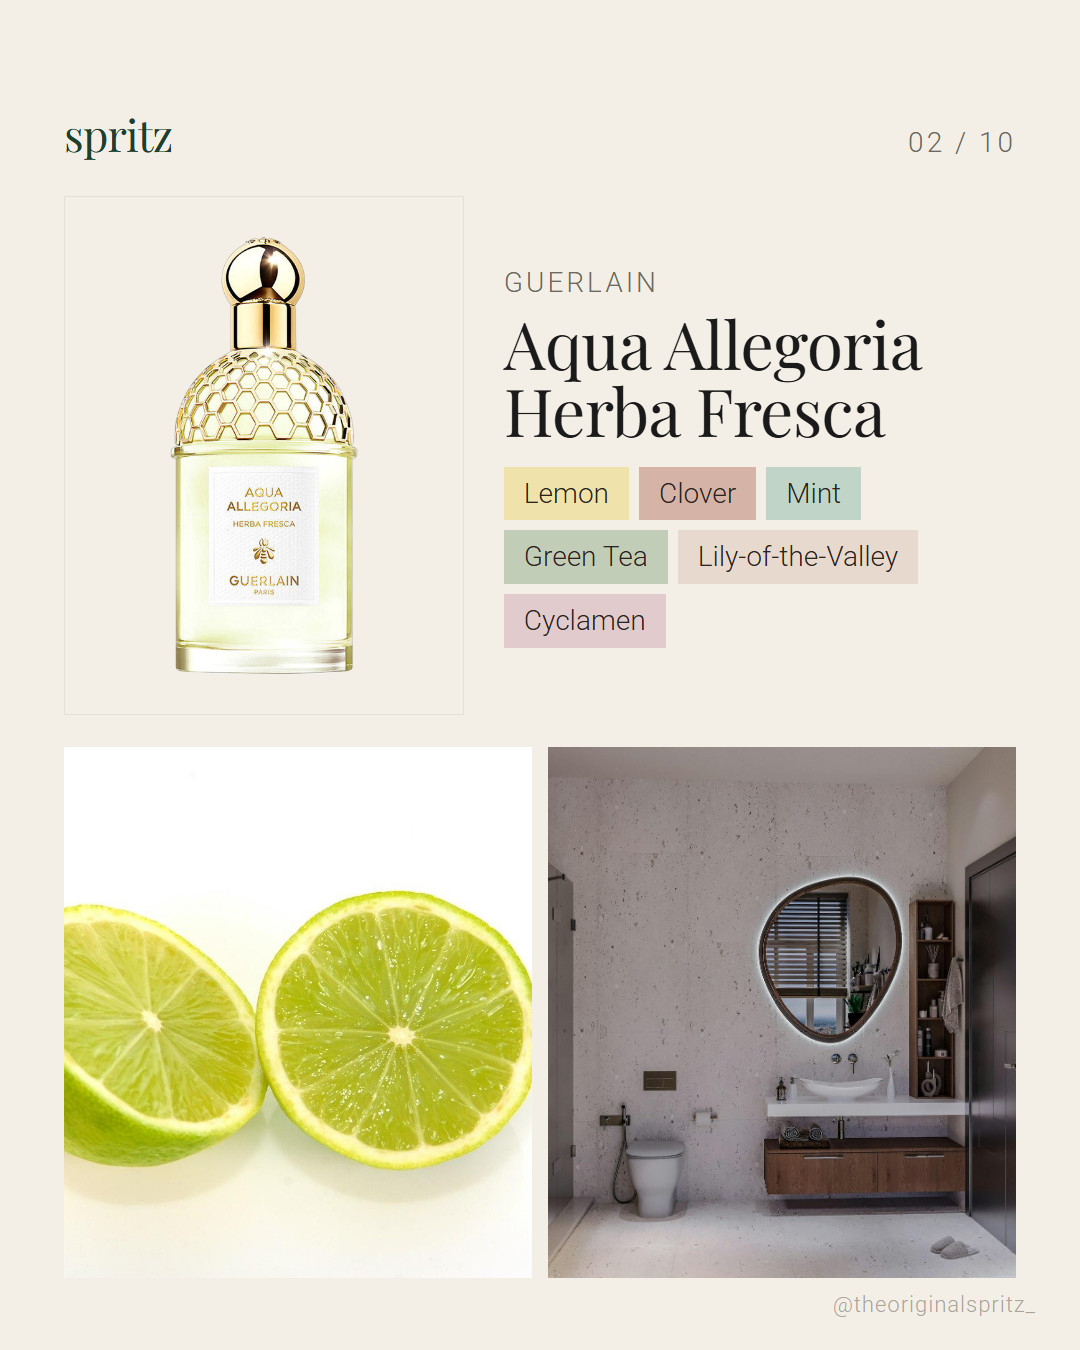 spritz
02 / 10
GUERLAIN
Aqua Allegoria
Herba Fresca
Lemon
Clover
Mint
Green Tea
Lily-of-the-Valley
Cyclamen
AQUA
ALLEGORIA
HERBA FRESCA
GUERLAIN
PARIS
@theoriginalspritz_